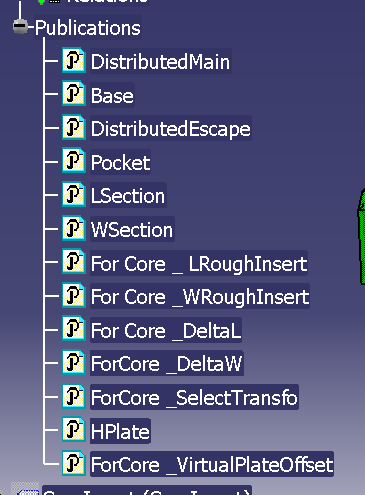 Relations
Publications
DistributedMain
Base
DistributedEscape
Pocket
LSection
WSection
For Core _ LRoughInsert
For Core _WRoughInsert
For Core _DeltaL
ForCore _DeltaW
ForCore _SelectTransfo
HPlate
ForCore _VirtualPlateOffset